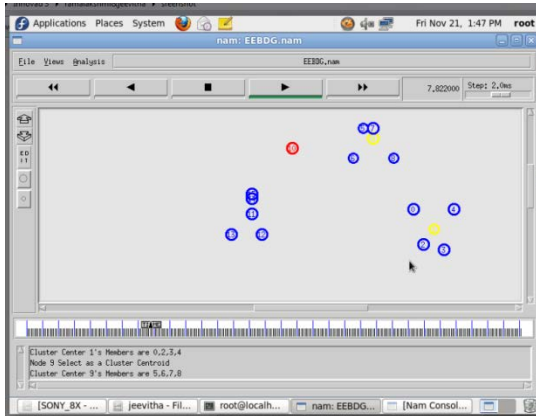 Applications Places System
Fri Nov 21, 1:47 PM root
nam: EEBDG.nam
File Views Analysis
EEBDG.nam
7.822000 Step: 2.0ms
Cluster Center 1's Members are 0,2,3,4
Node 9 Select as a Cluster Centroid
Cluster Center 9's Members are 5,6,7,8
[SONY_8X - ... jeevitha - Fil... root@localh... nam: EEBDG... [Nam Consol...